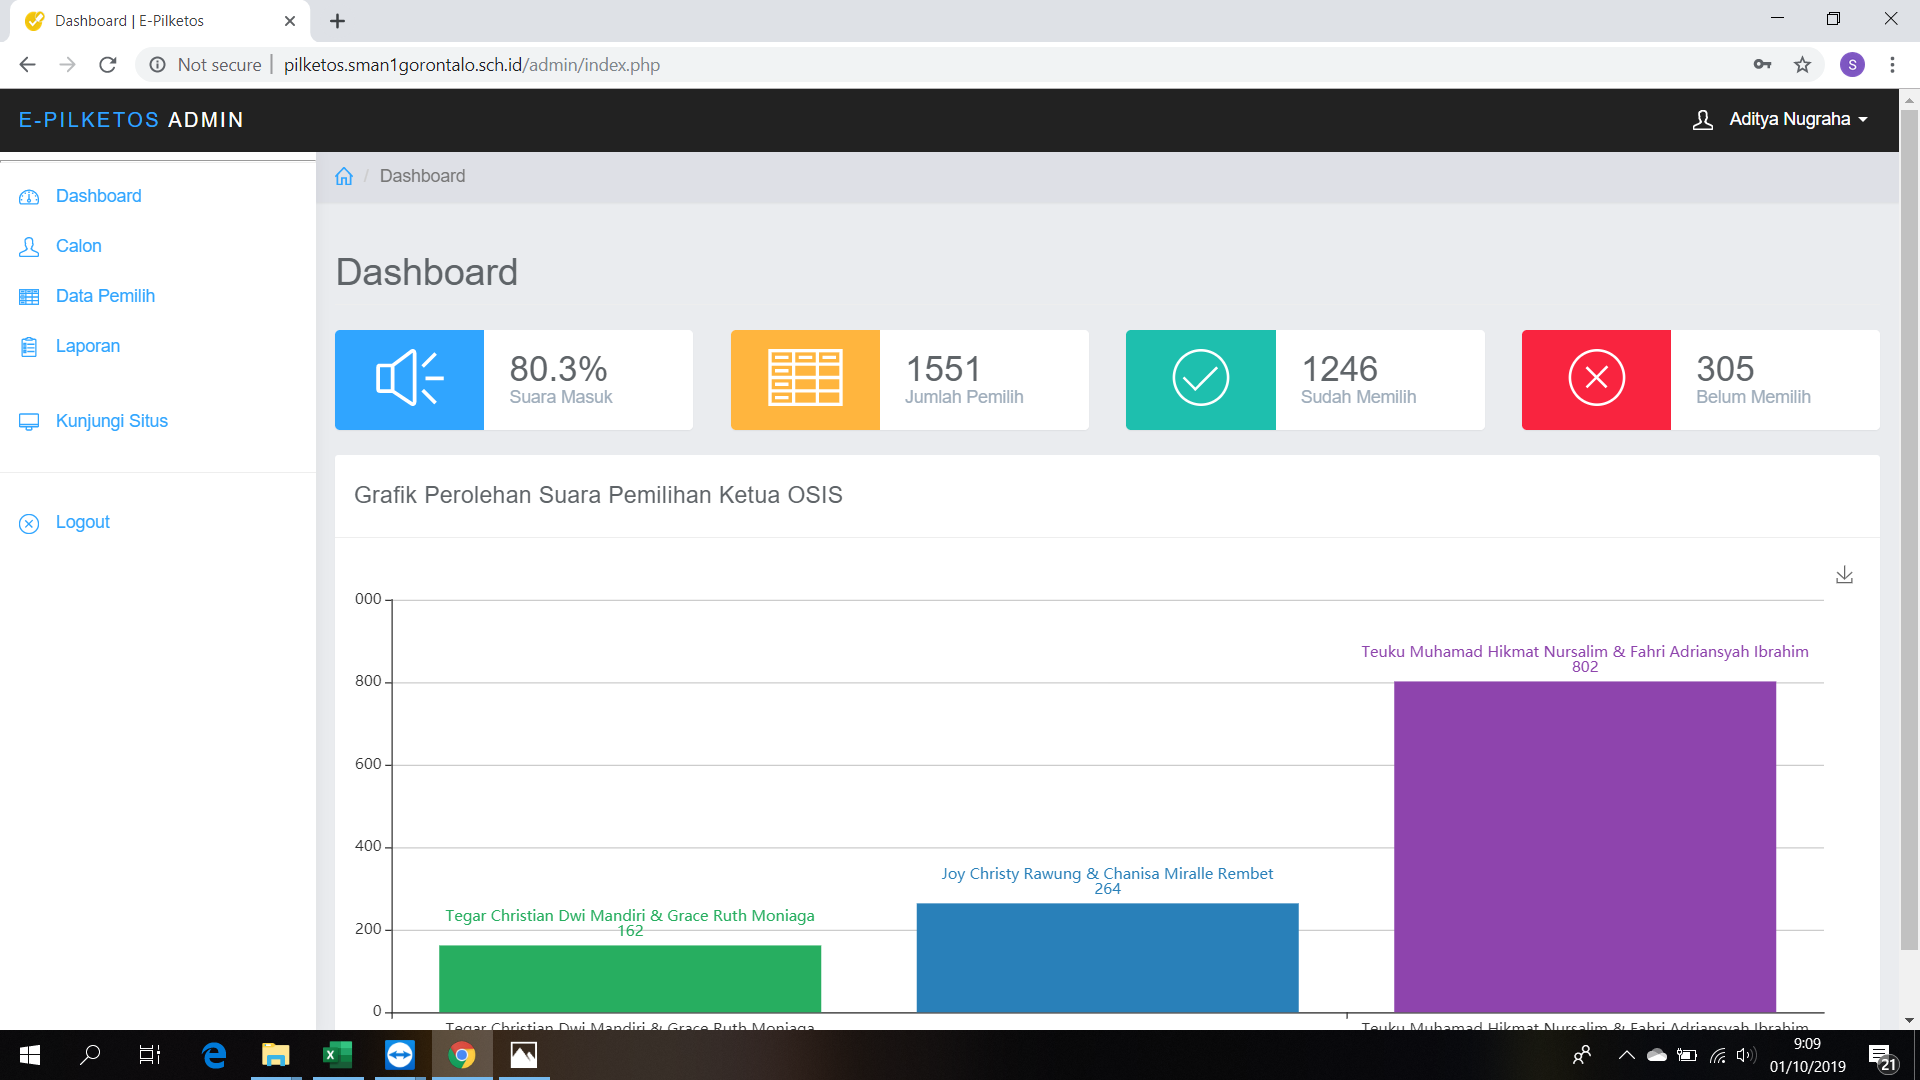 Dashboard | E-Pilketos
Not secure | pilketos.sman1gorontalo.sch.id/admin/index.php
S
E-PILKETOS ADMIN
Aditya Nugraha
Dashboard
Calon
Data Pemilih
Laporan
Kunjungi Situs
Logout
/ Dashboard
Dashboard
80.3%
Suara Masuk
1551
Jumlah Pemilih
1246
Sudah Memilih
305
Belum Memilih
Grafik Perolehan Suara Pemilihan Ketua OSIS
000
800
600
400
200
0
Teuku Muhamad Hikmat Nursalim & Fahri Adriansyah Ibrahim
802
Joy Christy Rawung & Chanisa Miralle Rembet
264
Tegar Christian Dwi Mandiri & Grace Ruth Moniaga
162
Tegar Christian Dwi Mandiri & Grace Ruth Moniaga
Teuku Muhamad Hikmat Nursalim & Fahri Adriansyah Ibrahim
9:09
01/10/2019
21